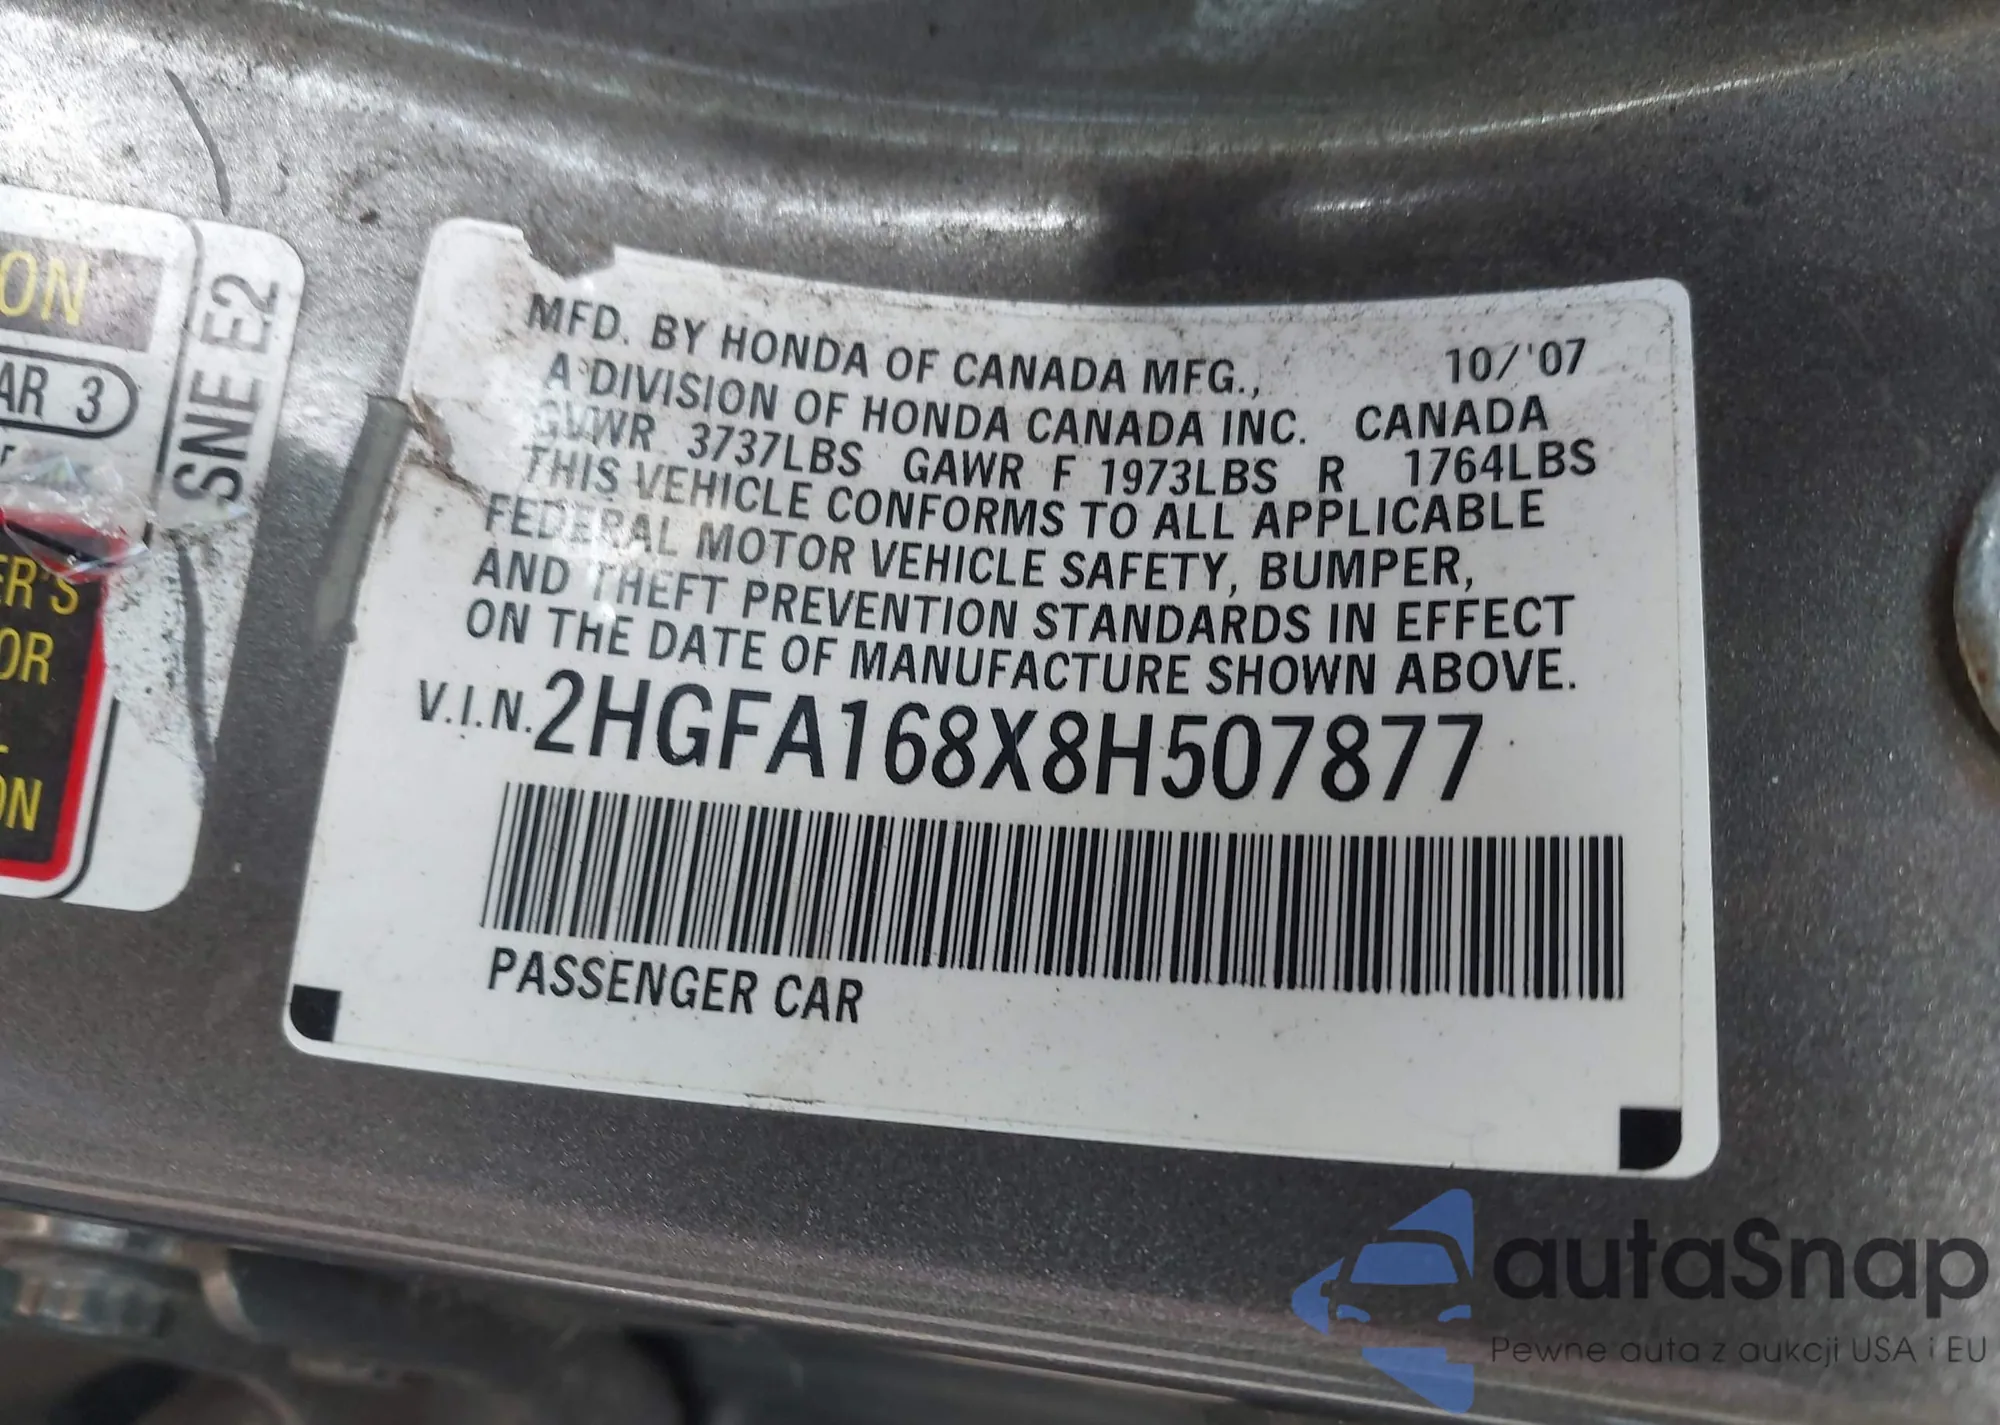 ON
AR 3
SNE E2
ER'S
OR
ON
MFD. BY HONDA OF CANADA MFG., 10/'07
A DIVISION OF HONDA CANADA INC. CANADA
GVWR 3737LBS GAWR F 1973LBS R 1764LBS
THIS VEHICLE CONFORMS TO ALL APPLICABLE
FEDERAL MOTOR VEHICLE SAFETY, BUMPER,
AND THEFT PREVENTION STANDARDS IN EFFECT
ON THE DATE OF MANUFACTURE SHOWN ABOVE.
V.I.N. 2HGFA168X8H507877
PASSENGER CAR
autaSnap
Pewne auta z aukcji USA i EU